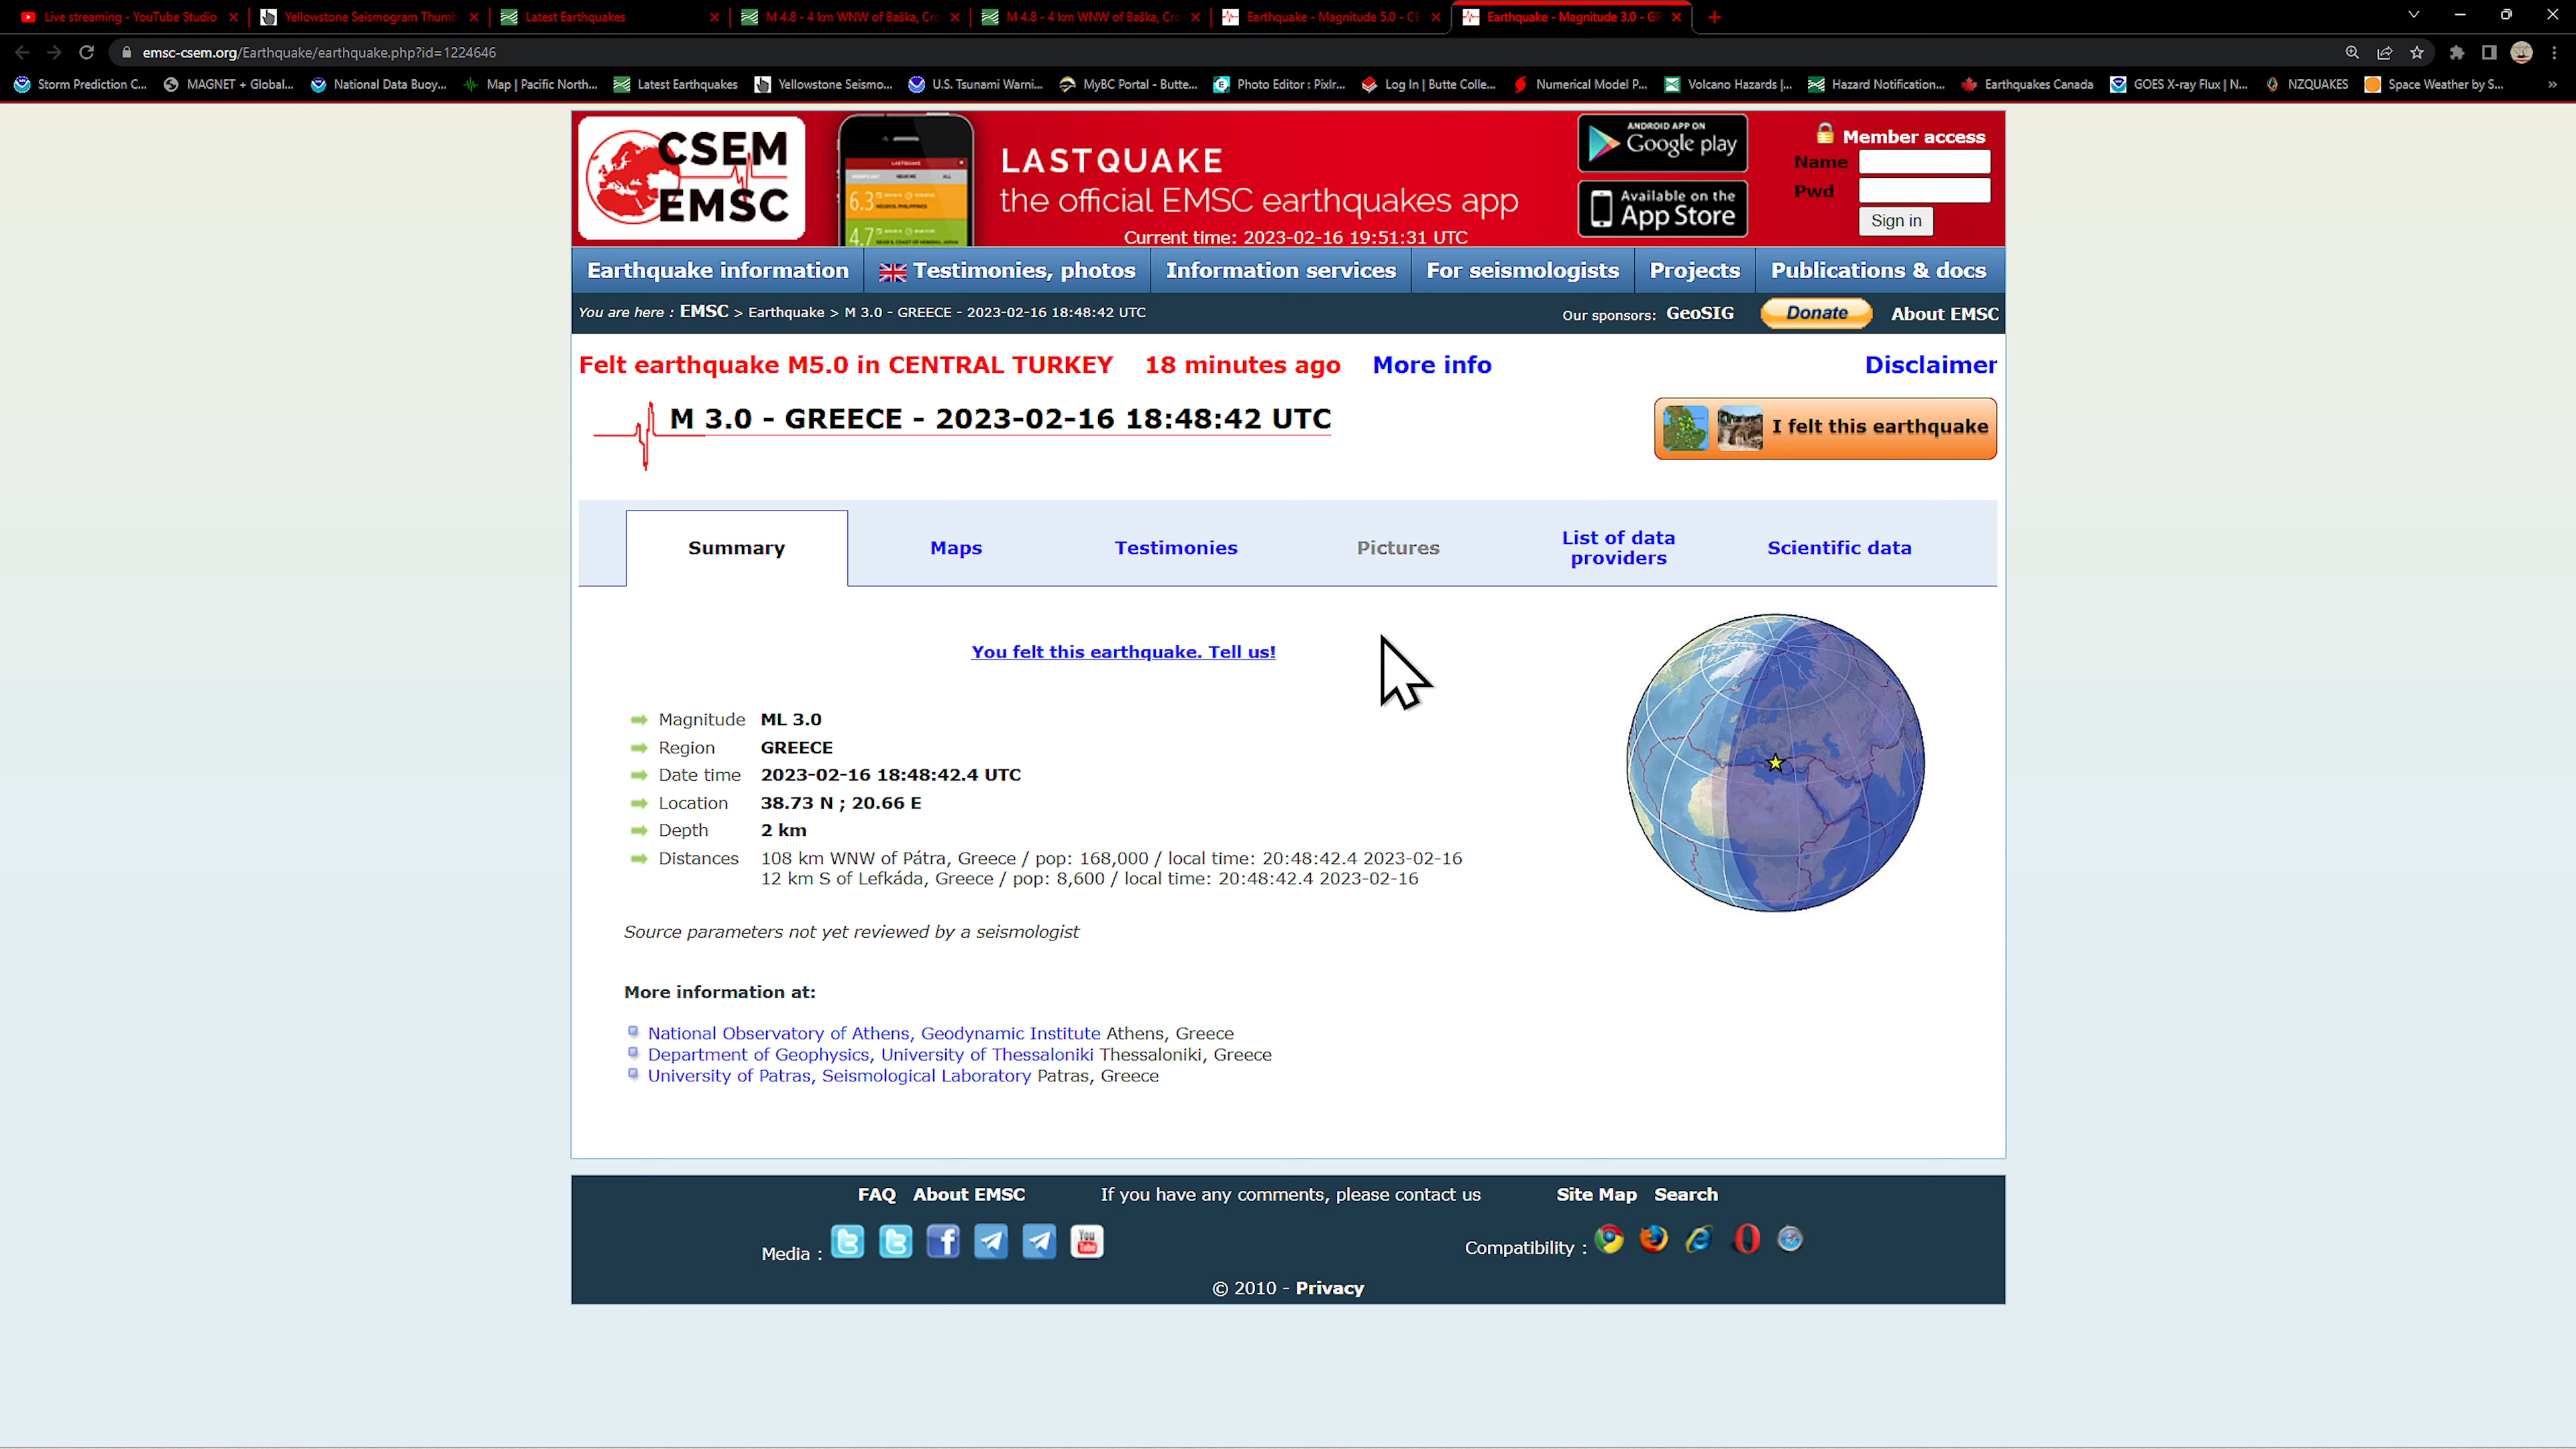 Live streaming - YouTube Studio
Yellowstone Seismogram Thumb
Latest Earthquakes
M 4.8 - 4 km WNW of Baška, Cro
M 4.8 - 4 km WNW of Baška, Cro
Earthquake - Magnitude 5.0 - CE
Earthquake - Magnitude 3.0 - GR
emsc-csem.org/Earthquake/earthquake.php?id=1224646
Storm Prediction C...
MAGNET + Global...
National Data Buoy...
Map | Pacific North...
Latest Earthquakes
Yellowstone Seismo...
U.S. Tsunami Warni...
MyBC Portal - Butte...
Photo Editor : Pixlr...
Log In | Butte Colle...
Numerical Model P...
Volcano Hazards |...
Hazard Notification...
Earthquakes Canada
GOES X-ray Flux | N...
NZQUAKES
Space Weather by S...
»
CSEM
EMSC
LASTQUAKE
6.3
4.7
LASTQUAKE
the official EMSC earthquakes app
Current time: 2023-02-16 19:51:31 UTC
ANDROID APP ON
Google play
Available on the
App Store
Member access
Name
Pwd
Sign in
Earthquake information
Testimonies, photos
Information services
For seismologists
Projects
Publications & docs
You are here : EMSC > Earthquake > M 3.0 - GREECE - 2023-02-16 18:48:42 UTC
Our sponsors: GeoSIG
Donate
About EMSC
Felt earthquake M5.0 in CENTRAL TURKEY 18 minutes ago More info
Disclaimer
M 3.0 - GREECE - 2023-02-16 18:48:42 UTC
I felt this earthquake
Summary
Maps
Testimonies
Pictures
List of data
providers
Scientific data
You felt this earthquake. Tell us!
Magnitude ML 3.0
Region GREECE
Date time 2023-02-16 18:48:42.4 UTC
Location 38.73 N ; 20.66 E
Depth 2 km
Distances 108 km WNW of Pátra, Greece / pop: 168,000 / local time: 20:48:42.4 2023-02-16
12 km S of Lefkáda, Greece / pop: 8,600 / local time: 20:48:42.4 2023-02-16
Source parameters not yet reviewed by a seismologist
More information at:
National Observatory of Athens, Geodynamic Institute Athens, Greece
Department of Geophysics, University of Thessaloniki Thessaloniki, Greece
University of Patras, Seismological Laboratory Patras, Greece
FAQ About EMSC
If you have any comments, please contact us
Site Map Search
Media :
You
Tube
Compatibility :
© 2010 - Privacy